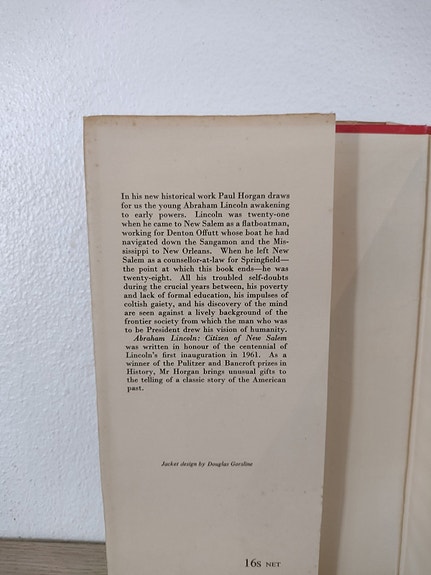 In his new historical work Paul Horgan draws
for us the young Abraham Lincoln awakening
to early powers. Lincoln was twenty-one
when he came to New Salem as a flatboatman,
working for Denton Offutt whose boat he had
navigated down the Sangamon and the Mis-
sissippi to New Orleans. When he left New
Salem as a counsellor-at-law for Springfield—
the point at which this book ends—he was
twenty-eight. All his troubled self-doubts
during the crucial years between, his poverty
and lack of formal education, his impulses of
coltish gaiety, and his discovery of the mind
are seen against a lively background of the
frontier society from which the man who was
to be President drew his vision of humanity.
Abraham Lincoln: Citizen of New Salem
was written in honour of the centennial of
Lincoln's first inauguration in 1961. As a
winner of the Pulitzer and Bancroft prizes in
History, Mr Horgan brings unusual gifts to
the telling of a classic story of the American
past.
Jacket design by Douglas Gorsline
16s NET